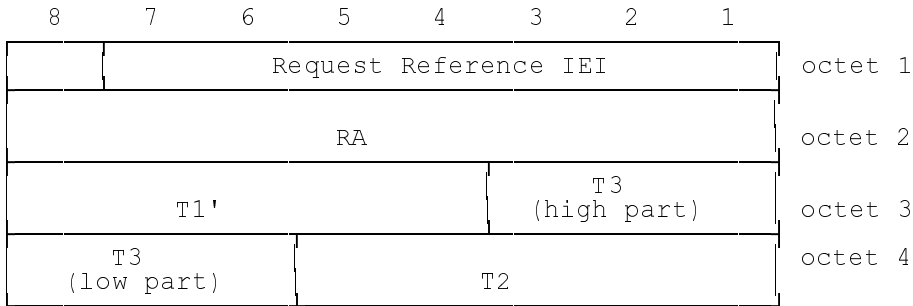 8 7 6 5 4 3 2 1
Request Reference IEI octet 1
RA octet 2
T3
T1' (high part) octet 3
T3 octet 4
(low part) T2